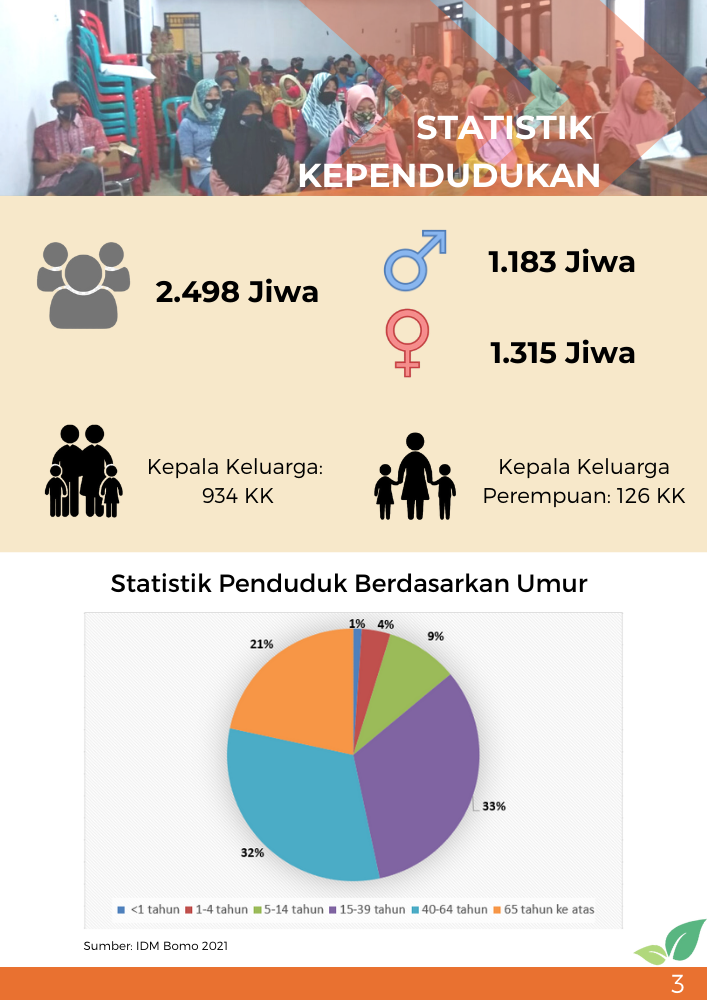 STATISTIK
KEPENDUDUKAN
2.498 Jiwa
1.183 Jiwa
1.315 Jiwa
Kepala Keluarga:
934 KK
Kepala Keluarga
Perempuan: 126 KK
Statistik Penduduk Berdasarkan Umur
1%
4%
9%
21%
33%
32%
<1 tahun 1-4 tahun 5-14 tahun 15-39 tahun 40-64 tahun 65 tahun ke atas
Sumber: IDM Bomo 2021
3